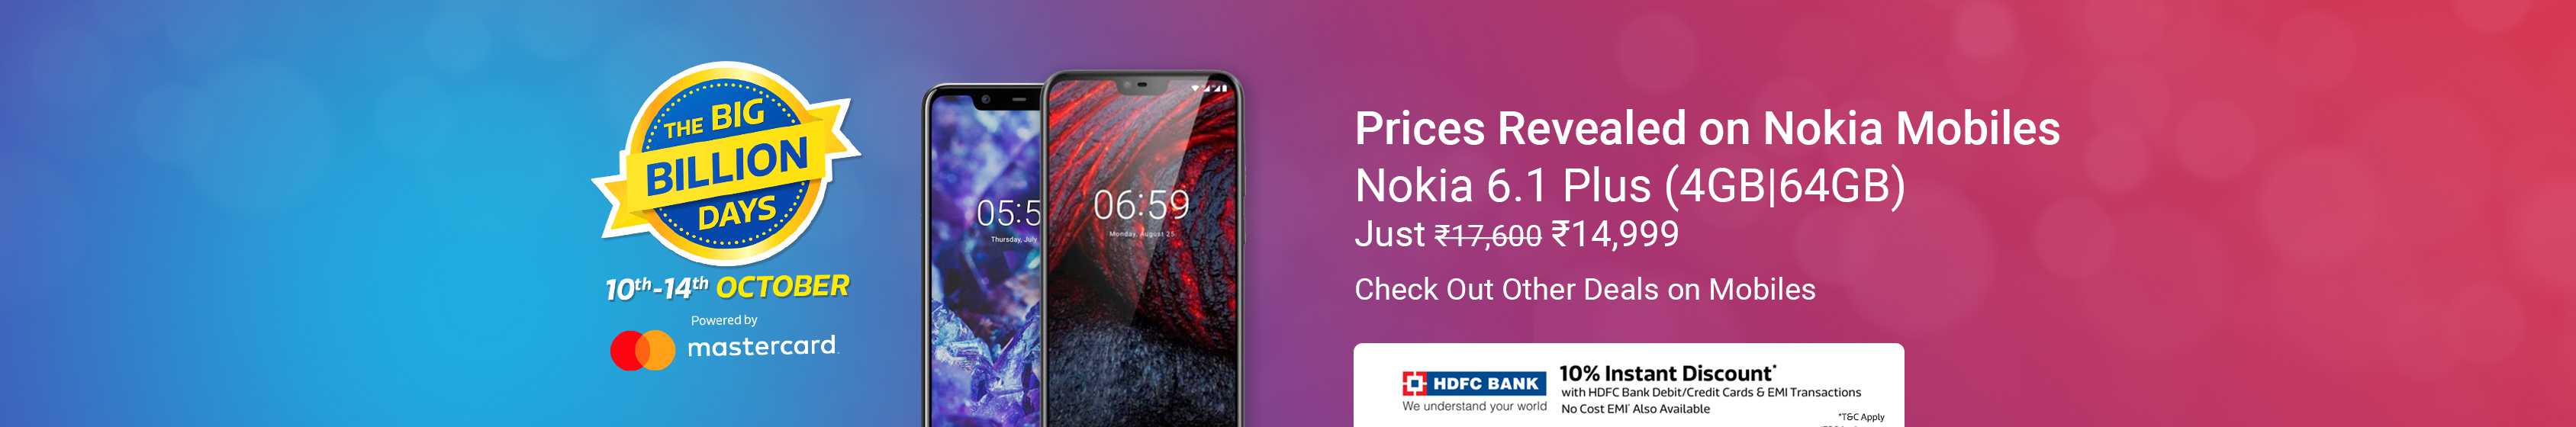 THE BIG
BILLION
DAYS
10th-14th OCTOBER
Powered by
mastercard
05:5
Thursday, July
06:59
Monday, August 25
Prices Revealed on Nokia Mobiles
Nokia 6.1 Plus (4GB|64GB)
Just ₹17,600 ₹14,999
Check Out Other Deals on Mobiles
HDFC BANK
We understand your world
10% Instant Discount*
with HDFC Bank Debit/Credit Cards & EMI Transactions
No Cost EMI* Also Available
*T&C Apply